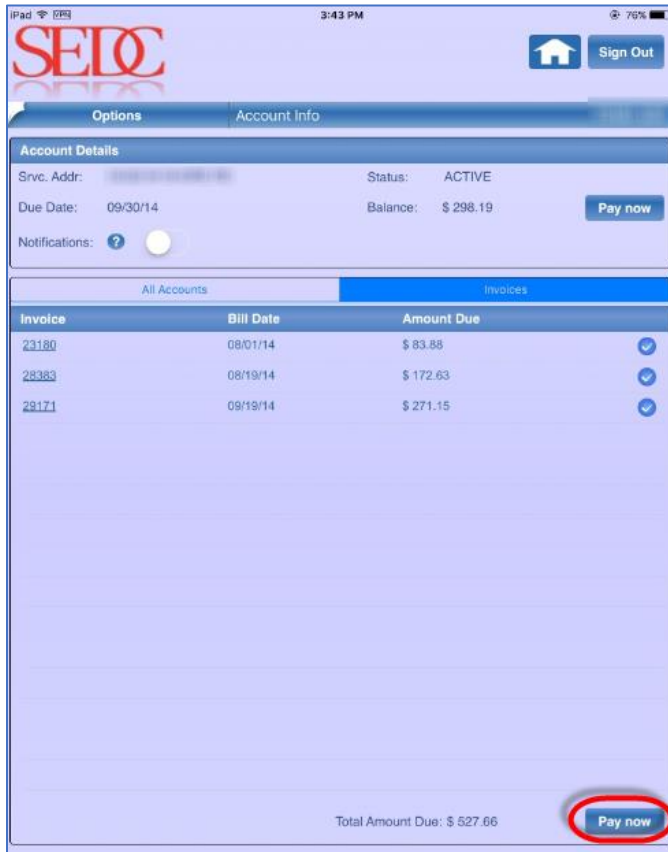 iPad VPN 3:43 PM 76%
SEDC
Sign Out
Options Account Info
Account Details
Srvc. Addr: Status: ACTIVE
Due Date: 09/30/14 Balance: $ 298.19 Pay now
Notifications: ?
All Accounts Invoices
Invoice Bill Date Amount Due
23180 08/01/14 $ 83.88
28383 08/19/14 $ 172.63
29171 09/19/14 $ 271.15
Total Amount Due: $ 527.66 Pay now